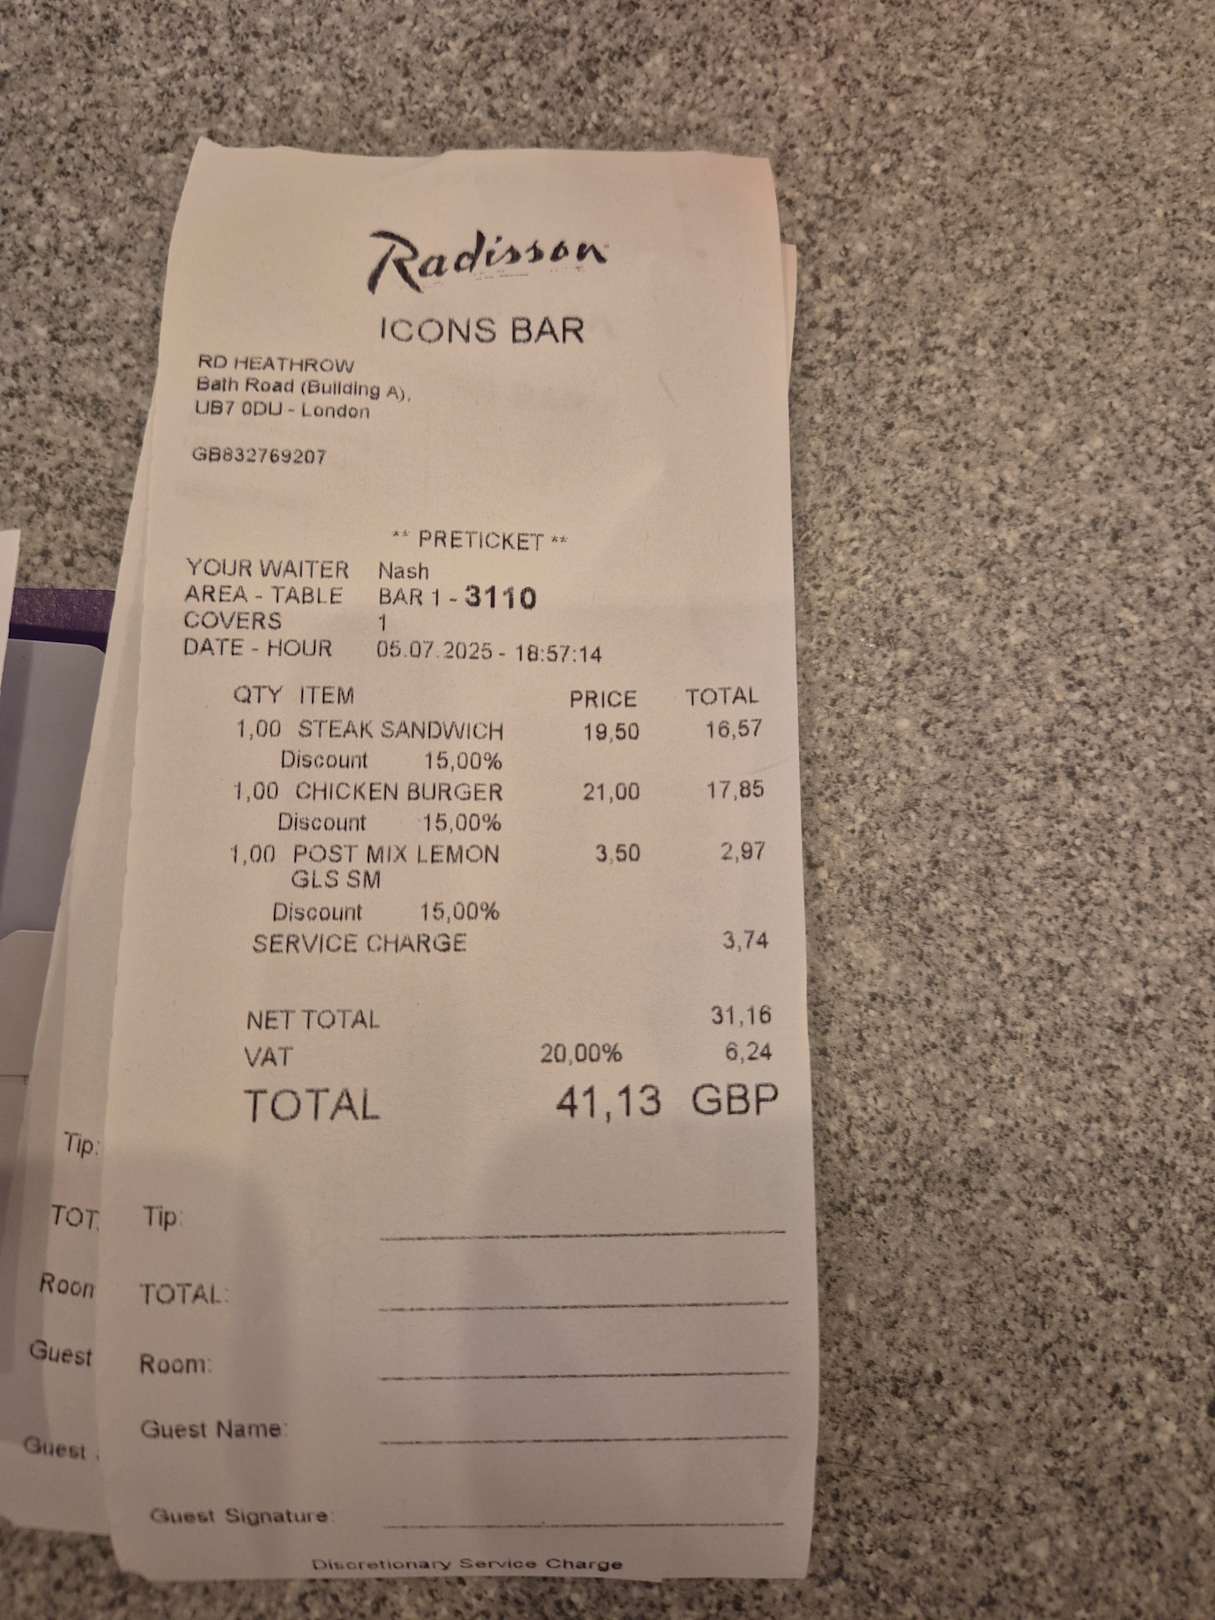 Radisson
ICONS BAR
RD HEATHROW
Bath Road (Building A),
UB7 0DU - London
GB832769207
** PRETICKET **
YOUR WAITER Nash
AREA - TABLE BAR 1 - 3110
COVERS 1
DATE - HOUR 05.07.2025 - 18:57:14
QTY ITEM PRICE TOTAL
1,00 STEAK SANDWICH 19,50 16,57
Discount 15,00%
1,00 CHICKEN BURGER 21,00 17,85
Discount 15,00%
1,00 POST MIX LEMON 3,50 2,97
GLS SM
Discount 15,00%
SERVICE CHARGE 3,74
NET TOTAL 31,16
VAT 20,00% 6,24
TOTAL 41,13 GBP
Tip:
TOTAL:
Room:
Guest Name:
Guest Signature:
Discretionary Service Charge
Tip:
TOT
Room
Guest
Guest